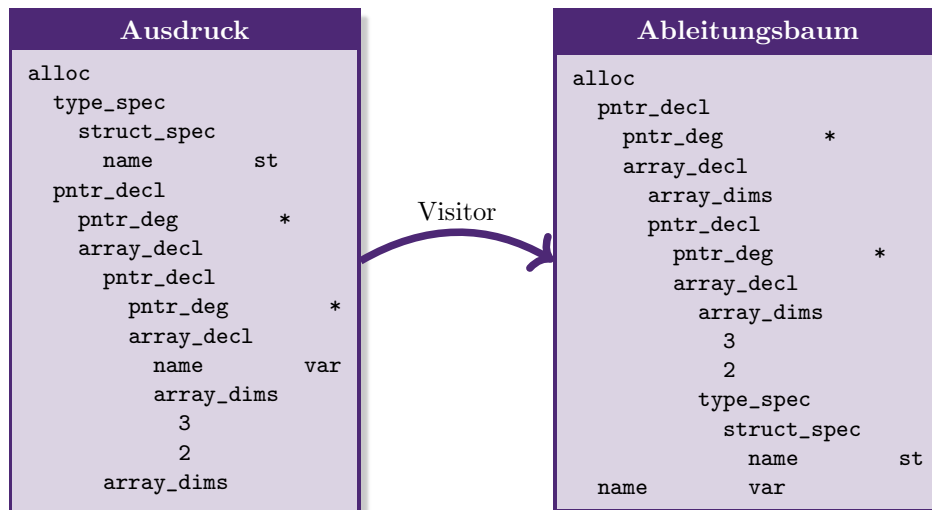 Ausdruck
alloc
type_spec
struct_spec
name st
pntr_decl
pntr_deg *
array_decl
pntr_decl
pntr_deg *
array_decl
name var
array_dims
3
2
array_dims
Visitor
Ableitungsbaum
alloc
pntr_decl
pntr_deg *
array_decl
array_dims
pntr_decl
pntr_deg *
array_decl
array_dims
3
2
type_spec
struct_spec
name st
name var